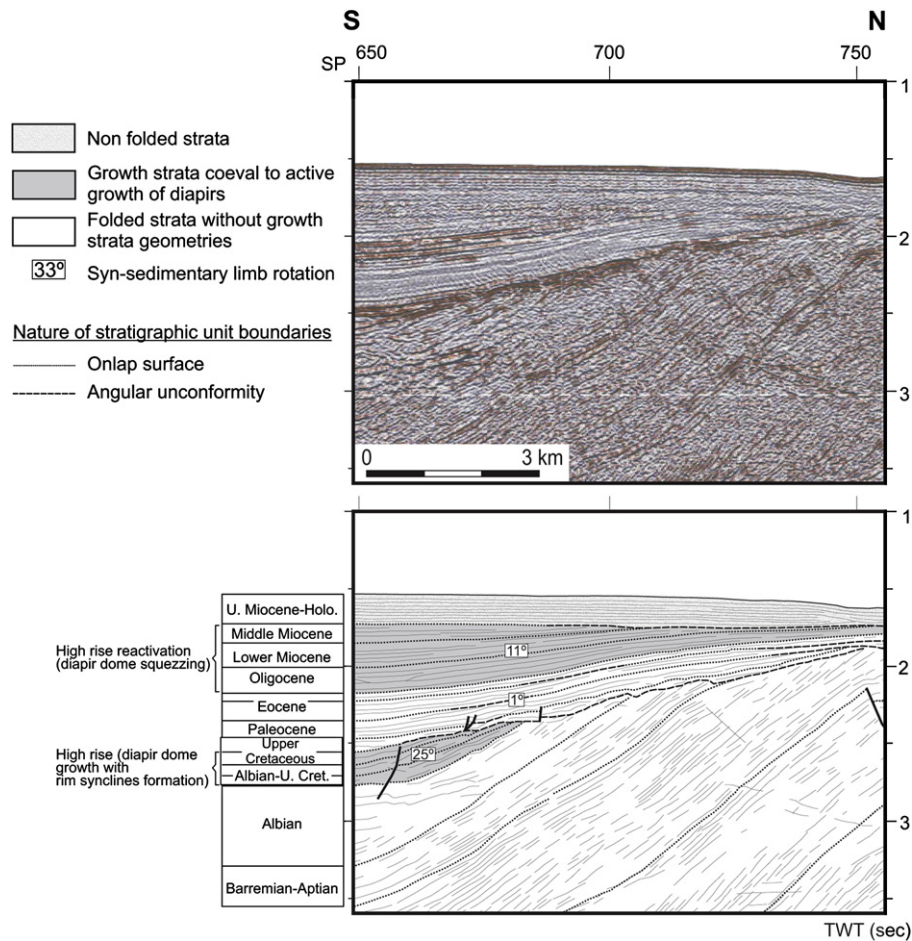 S N
SP 650 700 750
1
2
3
0 3 km
Non folded strata
Growth strata coeval to active
growth of diapirs
Folded strata without growth
strata geometries
33º Syn-sedimentary limb rotation
Nature of stratigraphic unit boundaries
Onlap surface
Angular unconformity
1
2
3
TWT (sec)
U. Miocene-Holo.
Middle Miocene
Lower Miocene
Oligocene
Eocene
Paleocene
Upper
Cretaceous
Albian-U. Cret.
Albian
Barremian-Aptian
High rise reactivation
(diapir dome squezzing)
High rise (diapir dome
growth with
rim synclines formation)
11º
1º
25º